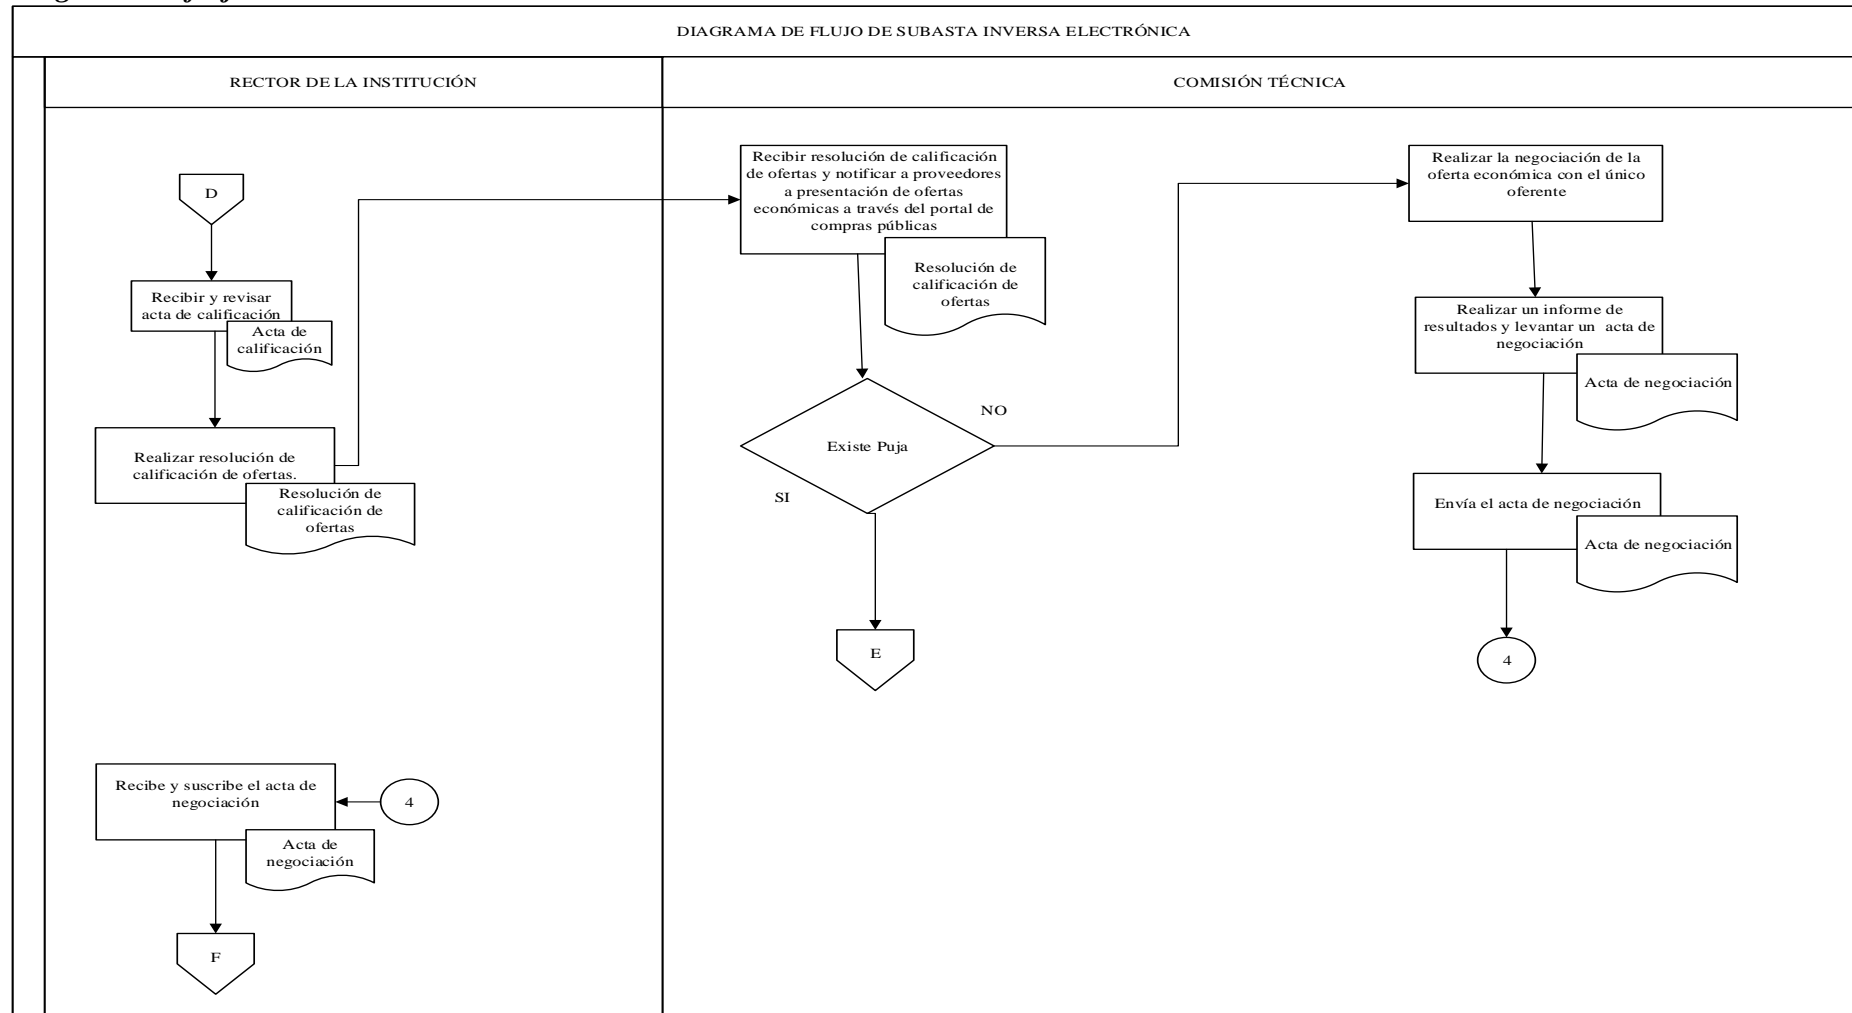 DIAGRAMA DE FLUJO DE SUBASTA INVERSA ELECTRÓNICA
RECTOR DE LA INSTITUCIÓN
COMISIÓN TÉCNICA
D
Recibir y revisar
acta de calificación
Acta de
calificación
Realizar resolución de
calificación de ofertas.
Resolución de
calificación de
ofertas
Recibir resolución de calificación
de ofertas y notificar a proveedores
a presentación de ofertas
económicas a través del portal de
compras públicas
Resolución de
calificación de
ofertas
Existe Puja
NO
SI
E
Realizar la negociación de la
oferta económica con el único
oferente
Realizar un informe de
resultados y levantar un  acta de
negociación
Acta de negociación
Envía el acta de negociación
Acta de negociación
4
Recibe y suscribe el acta de
negociación
4
Acta de
negociación
F